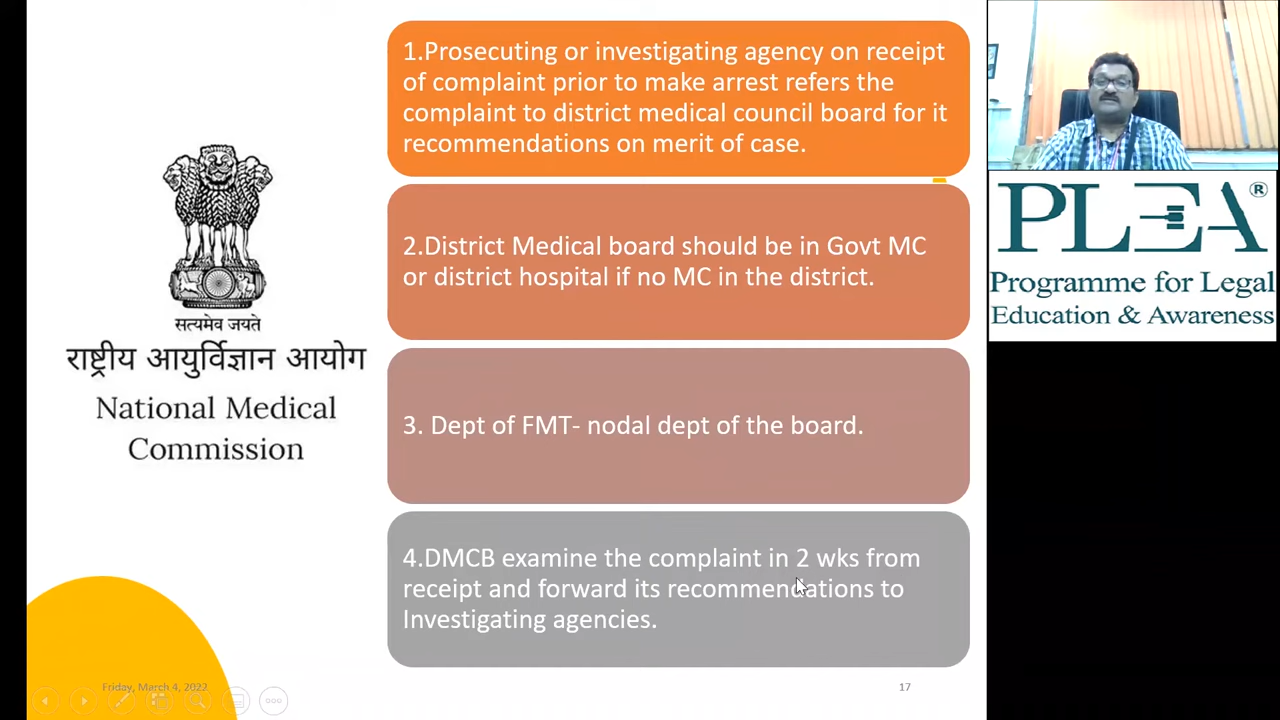 सत्यमेव जयते
राष्ट्रीय आयुर्विज्ञान आयोग
National Medical
Commission
1.Prosecuting or investigating agency on receipt
of complaint prior to make arrest refers the
complaint to district medical council board for it
recommendations on merit of case.
2.District Medical board should be in Govt MC
or district hospital if no MC in the district.
3. Dept of FMT- nodal dept of the board.
4.DMCB examine the complaint in 2 wks from
receipt and forward its recommendations to
Investigating agencies.
Friday, March 4, 2022
17
PLEA®
Programme for Legal
Education & Awareness